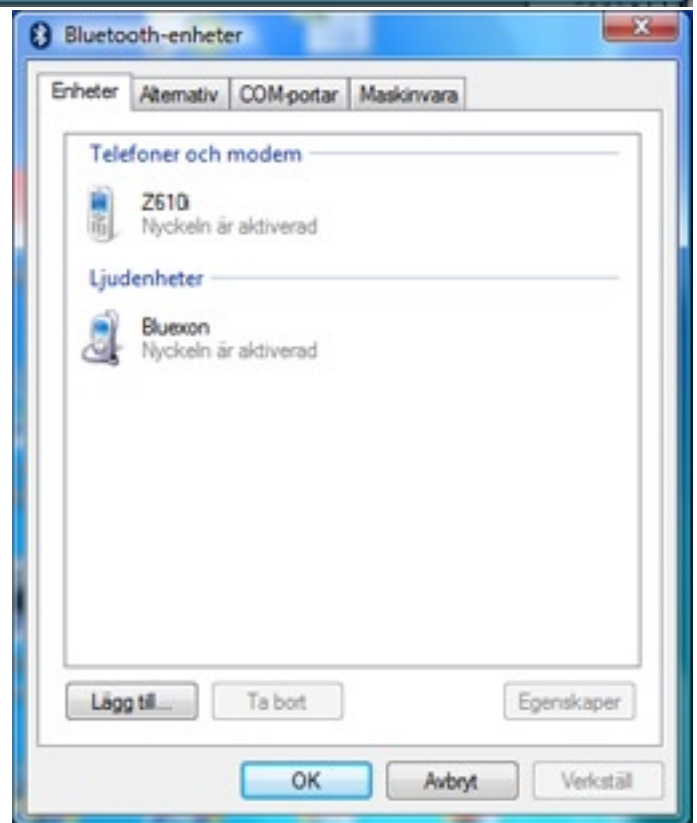 Bluetooth-enheter
Enheter Alternativ COM-portar Maskinvara
Telefoner och modem
Z610i
Nyckeln är aktiverad
Ljudenheter
Bluexon
Nyckeln är aktiverad
Lägg till... Ta bort Egenskaper
OK Avbryt Verkställ